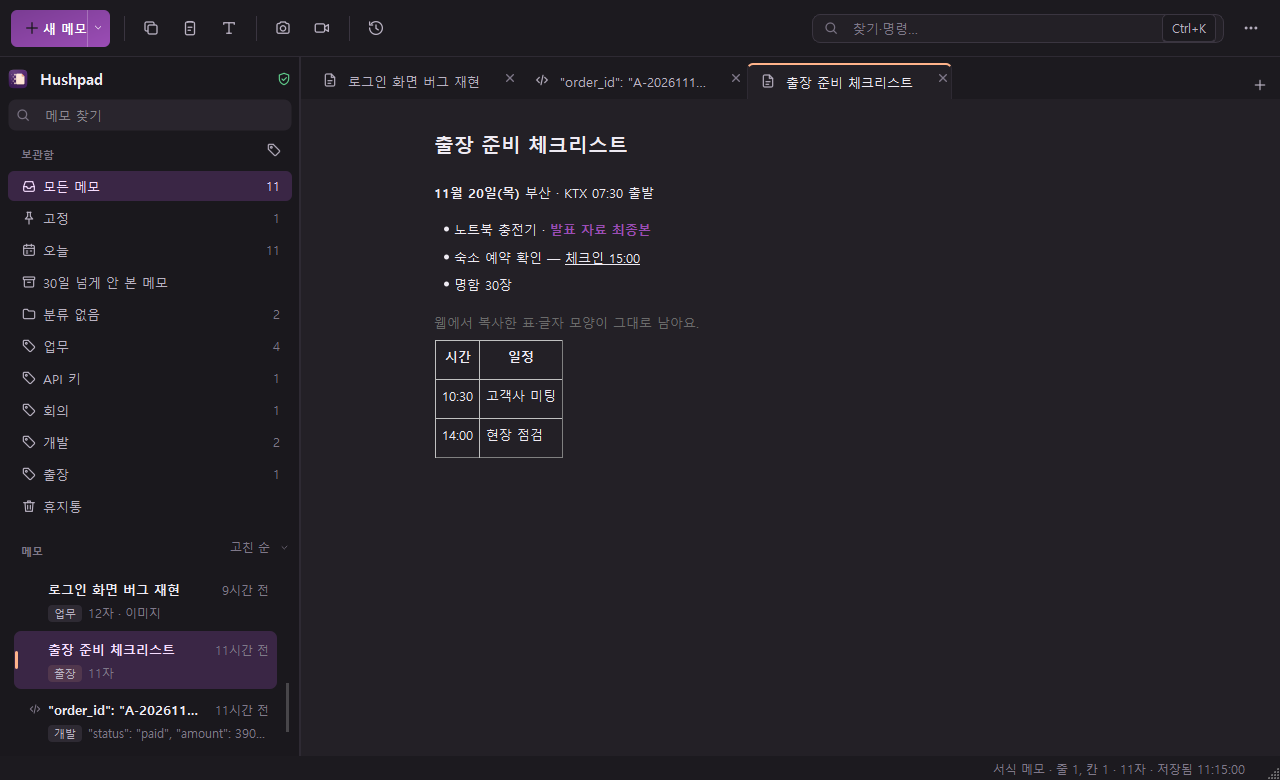 새 메모
찾기·명령...
Ctrl+K
Hushpad
메모 찾기
보관함
모든 메모 11
고정 1
오늘 11
30일 넘게 안 본 메모
분류 없음 2
업무 4
API 키 1
회의 1
개발 2
출장 1
휴지통
메모
고친 순
로그인 화면 버그 재현 9시간 전
업무 12자 · 이미지
출장 준비 체크리스트 11시간 전
출장 11자
"order_id": "A-202611... 11시간 전
개발 "status": "paid", "amount": 390...
로그인 화면 버그 재현
"order_id": "A-2026111...
출장 준비 체크리스트
출장 준비 체크리스트
11월 20일(목) 부산 · KTX 07:30 출발
• 노트북 충전기 · 발표 자료 최종본
• 숙소 예약 확인 — 체크인 15:00
• 명함 30장
웹에서 복사한 표·글자 모양이 그대로 남아요.
시간 일정
10:30 고객사 미팅
14:00 현장 점검
서식 메모 · 줄 1, 칸 1 · 11자 · 저장됨 11:15:00